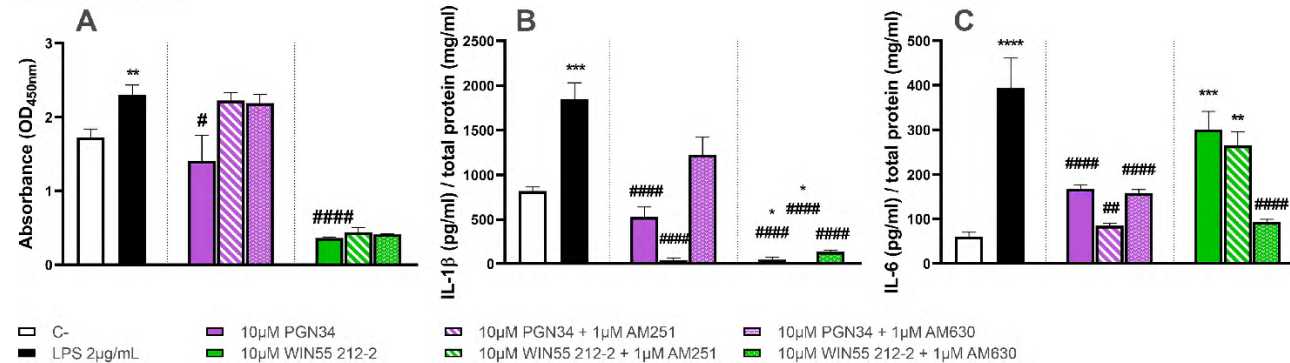 A
Absorbance (OD450nm)
3
2
1
0
**
#
####
B
IL-1β (pg/ml) / total protein (mg/ml)
2500
2000
1500
1000
500
0
***
####
####
*
####
*
####
####
C
IL-6 (pg/ml) / total protein (mg/ml)
500
400
300
200
100
0
****
####
##
####
***
**
####
C-
10µM PGN34
10µM PGN34 + 1µM AM251
10µM PGN34 + 1µM AM630
LPS 2µg/mL
10µM WIN55 212-2
10µM WIN55 212-2 + 1µM AM251
10µM WIN55 212-2 + 1µM AM630